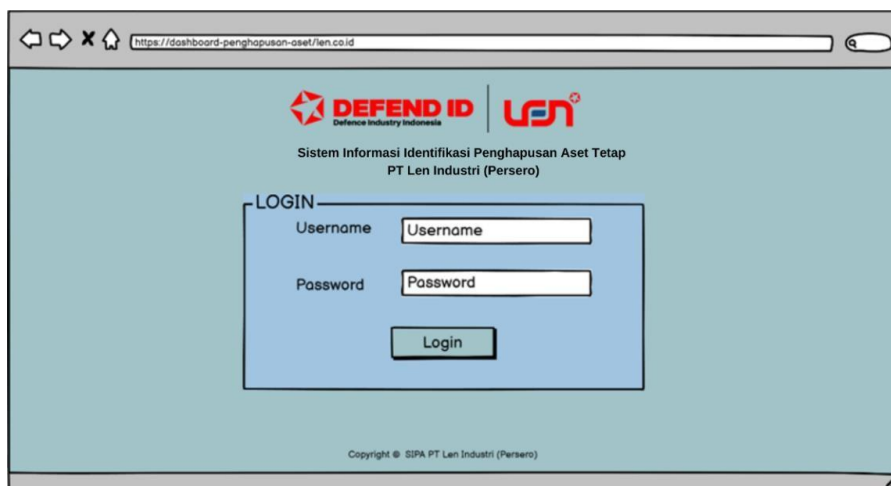 https://dashboard-penghapusan-aset/len.co.id
DEFEND ID
Defence Industry Indonesia
Len
Sistem Informasi Identifikasi Penghapusan Aset Tetap
PT Len Industri (Persero)
LOGIN
Username Username
Password Password
Login
Copyright © SIPA PT Len Industri (Persero)